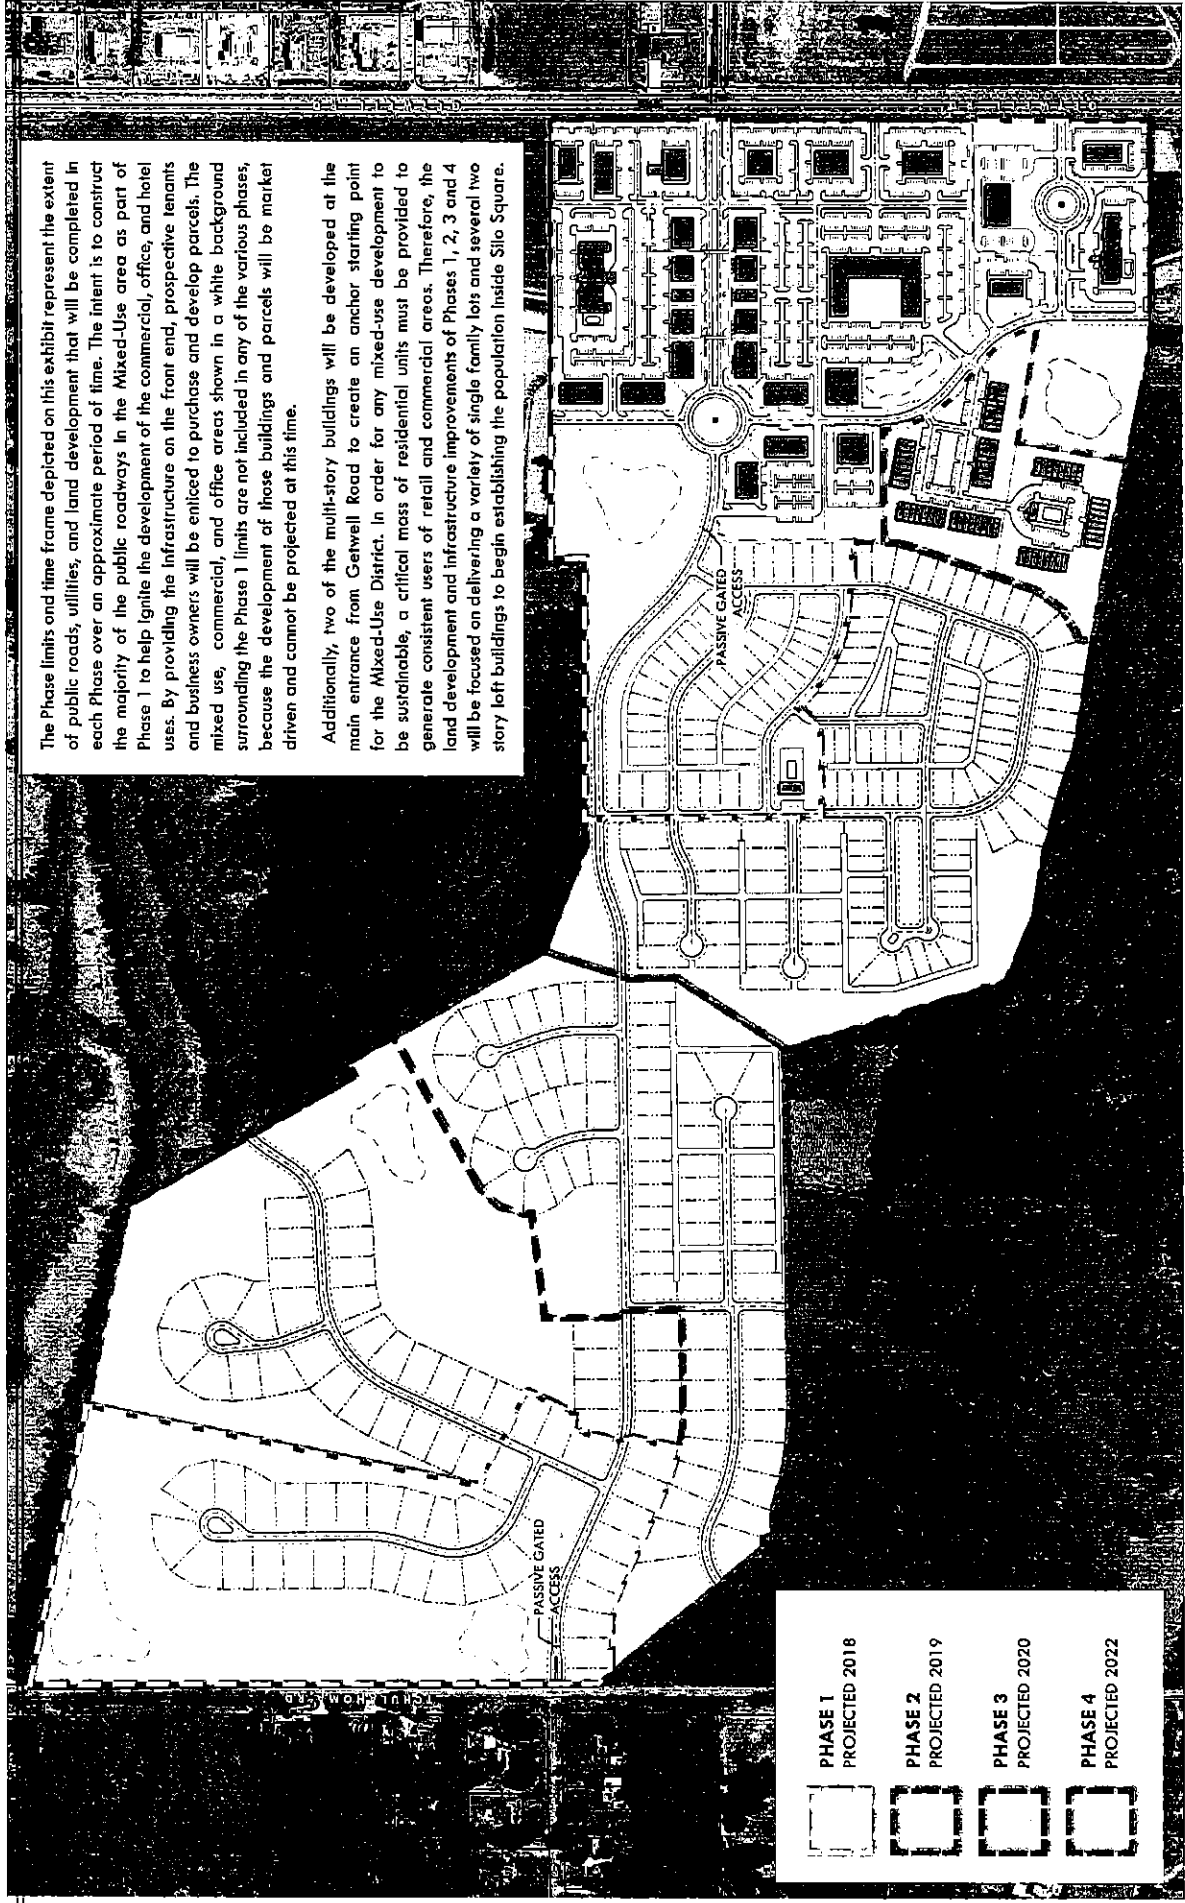 The Phase limits and time frame depicted on this exhibit represent the extent
of public roads, utilities, and land development that will be completed in
each Phase over an approximate period of time. The intent is to construct
the majority of the public roadways in the Mixed-Use area as part of
Phase 1 to help ignite the development of the commercial, office, and hotel
uses. By providing the infrastructure on the front end, prospective tenants
and business owners will be enticed to purchase and develop parcels. The
mixed use, commercial, and office areas shown in a white background
surrounding the Phase 1 limits are not included in any of the various phases,
because the development of those buildings and parcels will be market
driven and cannot be projected at this time.
Additionally, two of the multi-story buildings will be developed at the
main entrance from Getwell Road to create an anchor starting point
for the Mixed-Use District. In order for any mixed-use development to
be sustainable, a critical mass of residential units must be provided to
generate consistent users of retail and commercial areas. Therefore, the
land development and infrastructure improvements of Phases 1, 2, 3 and 4
will be focused on delivering a variety of single family lots and several two
story loft buildings to begin establishing the population inside Silo Square.
PASSIVE GATED
ACCESS
PASSIVE GATED
ACCESS
TCHULAHOMA RD
PHASE 1
PROJECTED 2018
PHASE 2
PROJECTED 2019
PHASE 3
PROJECTED 2020
PHASE 4
PROJECTED 2022